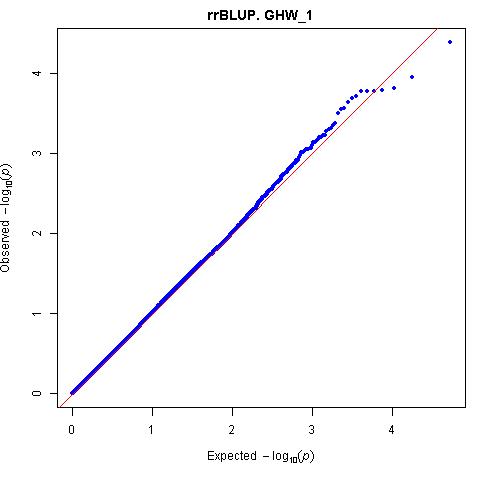 rrBLUP. GHW_1
Observed −log₁₀(p)
4
3
2
1
0
0 1 2 3 4
Expected −log₁₀(p)